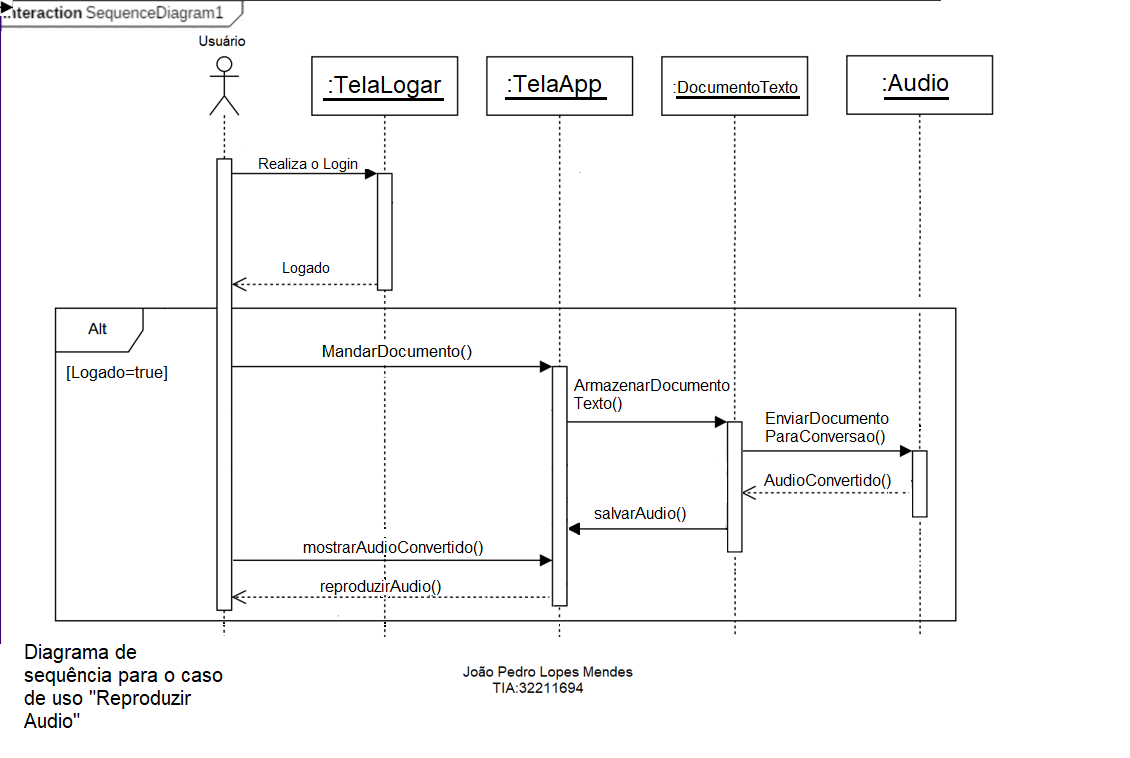 interaction SequenceDiagram1
Usuário
:TelaLogar
:TelaApp
:DocumentoTexto
:Audio
Realiza o Login
Logado
Alt
[Logado=true]
MandarDocumento()
ArmazenarDocumento
Texto()
EnviarDocumento
ParaConversao()
AudioConvertido()
salvarAudio()
mostrarAudioConvertido()
reproduzirAudio()
Diagrama de
sequência para o caso
de uso "Reproduzir
Audio"
João Pedro Lopes Mendes
TIA:32211694